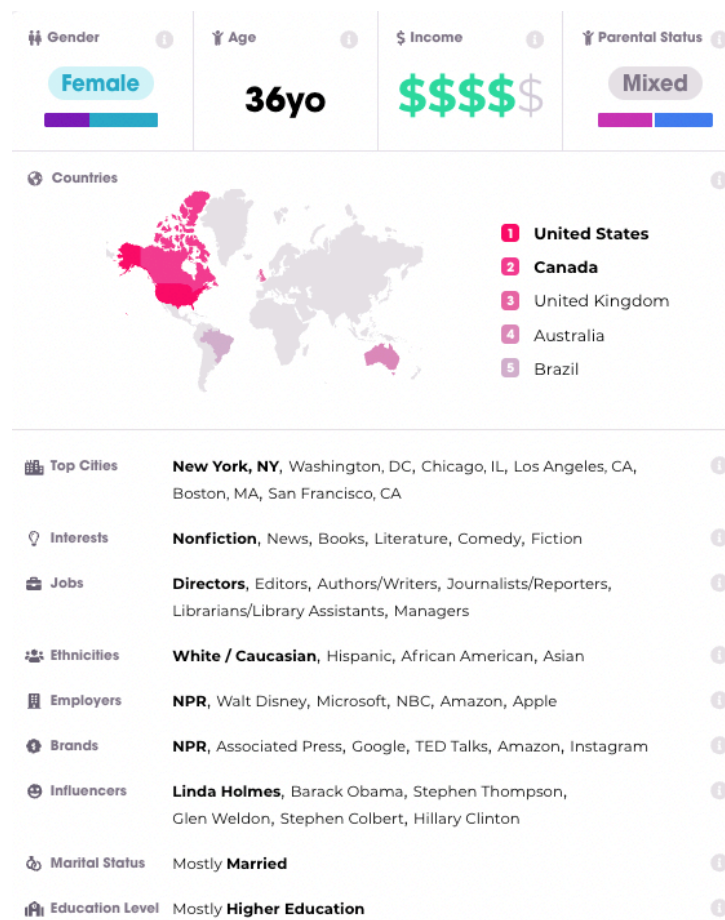 Gender
Age
$ Income
Parental Status
Female
36yo
$$$$$
Mixed
Countries
1 United States
2 Canada
3 United Kingdom
4 Australia
5 Brazil
Top Cities New York, NY, Washington, DC, Chicago, IL, Los Angeles, CA,
Boston, MA, San Francisco, CA
Interests Nonfiction, News, Books, Literature, Comedy, Fiction
Jobs Directors, Editors, Authors/Writers, Journalists/Reporters,
Librarians/Library Assistants, Managers
Ethnicities White / Caucasian, Hispanic, African American, Asian
Employers NPR, Walt Disney, Microsoft, NBC, Amazon, Apple
Brands NPR, Associated Press, Google, TED Talks, Amazon, Instagram
Influencers Linda Holmes, Barack Obama, Stephen Thompson,
Glen Weldon, Stephen Colbert, Hillary Clinton
Marital Status Mostly Married
Education Level Mostly Higher Education